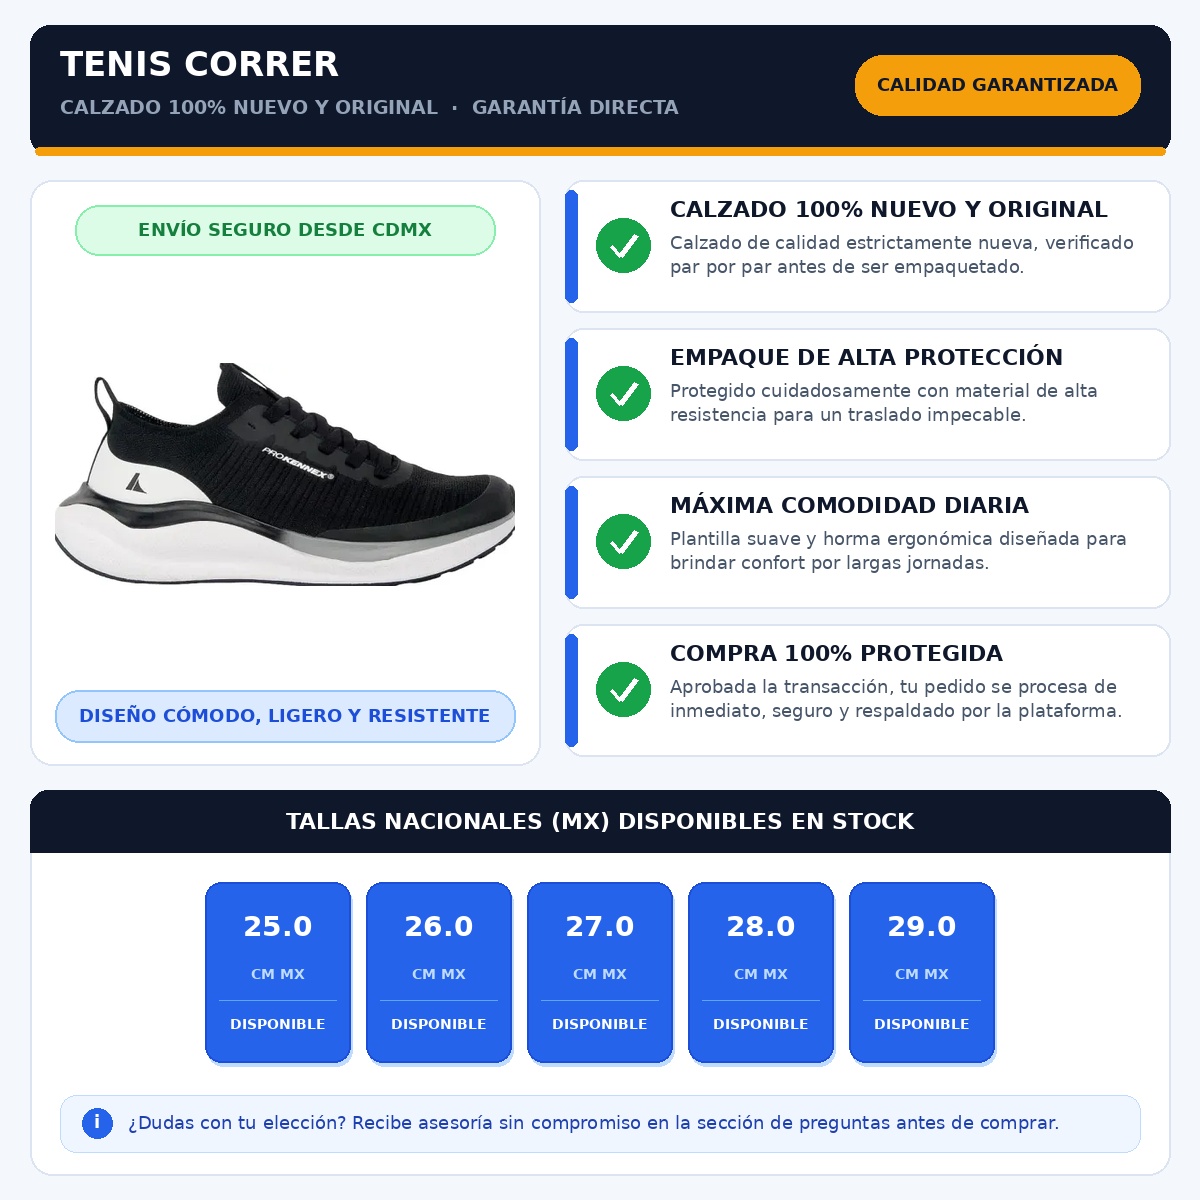 TENIS CORRER
CALZADO 100% NUEVO Y ORIGINAL · GARANTÍA DIRECTA
CALIDAD GARANTIZADA
ENVÍO SEGURO DESDE CDMX
PROKENNEX®
DISEÑO CÓMODO, LIGERO Y RESISTENTE
CALZADO 100% NUEVO Y ORIGINAL
Calzado de calidad estrictamente nueva, verificado
par por par antes de ser empaquetado.
EMPAQUE DE ALTA PROTECCIÓN
Protegido cuidadosamente con material de alta
resistencia para un traslado impecable.
MÁXIMA COMODIDAD DIARIA
Plantilla suave y horma ergonómica diseñada para
brindar confort por largas jornadas.
COMPRA 100% PROTEGIDA
Aprobada la transacción, tu pedido se procesa de
inmediato, seguro y respaldado por la plataforma.
TALLAS NACIONALES (MX) DISPONIBLES EN STOCK
25.0 26.0 27.0 28.0 29.0
CM MX CM MX CM MX CM MX CM MX
DISPONIBLE DISPONIBLE DISPONIBLE DISPONIBLE DISPONIBLE
i ¿Dudas con tu elección? Recibe asesoría sin compromiso en la sección de preguntas antes de comprar.